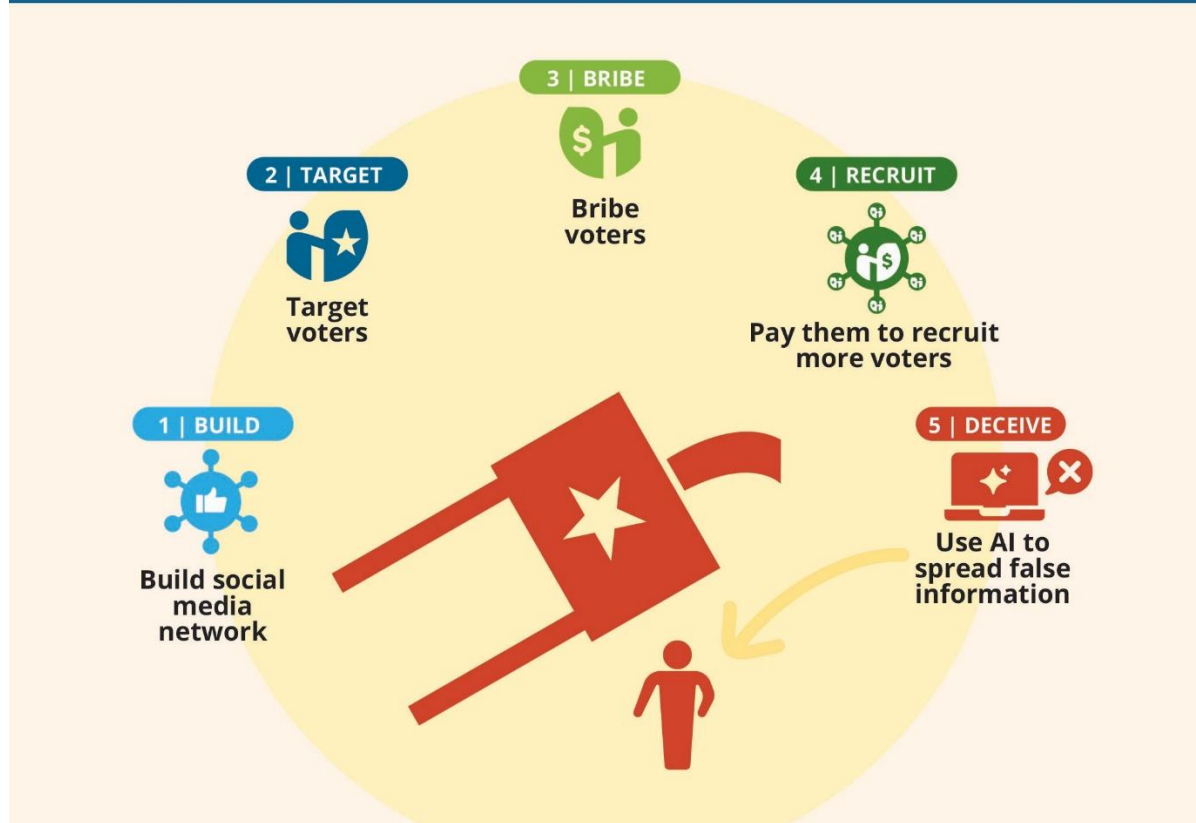 1 | BUILD
Build social
media
network
2 | TARGET
Target
voters
3 | BRIBE
$
Bribe
voters
4 | RECRUIT
$
Pay them to recruit
more voters
5 | DECEIVE
Use AI to
spread false
information